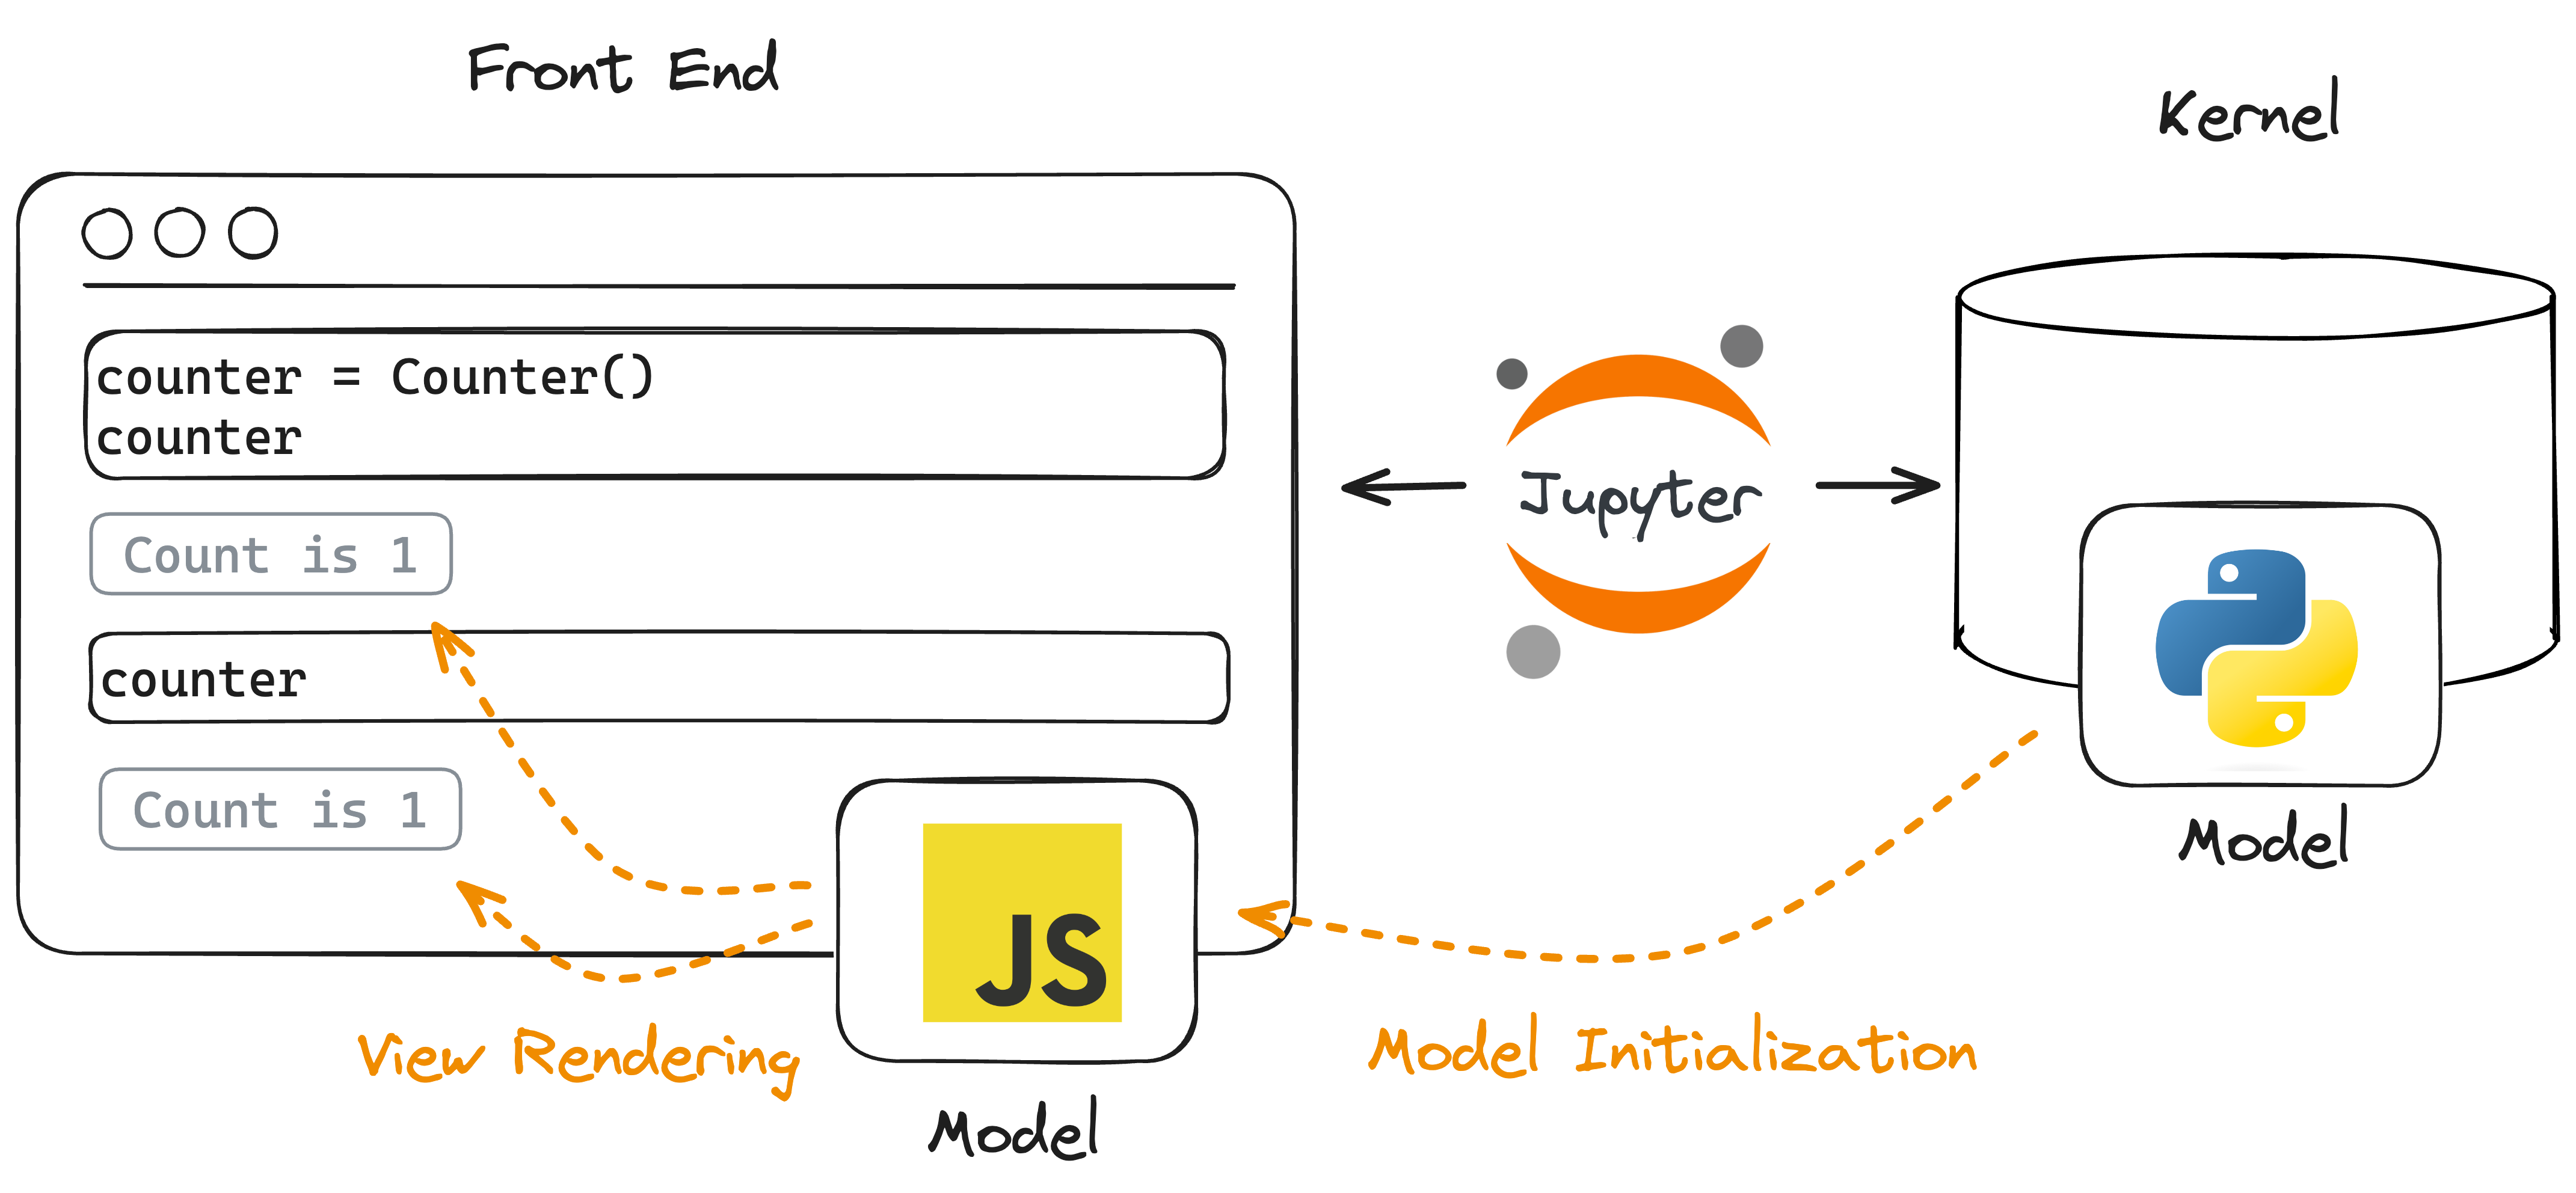 Front End
Kernel
counter = Counter()
counter
Count is 1
counter
Count is 1
Jupyter
JS
Model
View Rendering
Model Initialization
Model